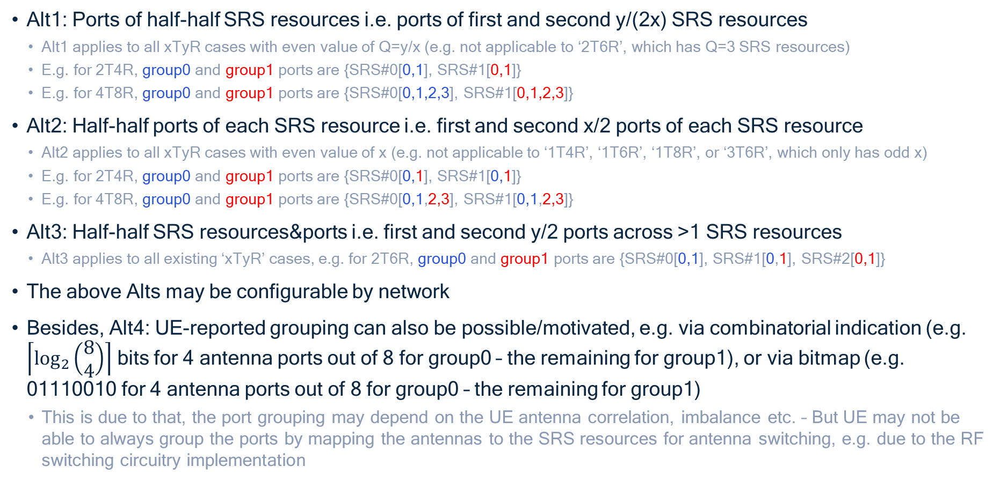 • Alt1: Ports of half-half SRS resources i.e. ports of first and second y/(2x) SRS resources
• Alt1 applies to all xTyR cases with even value of Q=y/x (e.g. not applicable to ‘2T6R’, which has Q=3 SRS resources)
• E.g. for 2T4R, group0 and group1 ports are {SRS#0[0,1], SRS#1[0,1]}
• E.g. for 4T8R, group0 and group1 ports are {SRS#0[0,1,2,3], SRS#1[0,1,2,3]}
• Alt2: Half-half ports of each SRS resource i.e. first and second x/2 ports of each SRS resource
• Alt2 applies to all xTyR cases with even value of x (e.g. not applicable to ‘1T4R’, ‘1T6R’, ‘1T8R’, or ‘3T6R’, which only has odd x)
• E.g. for 2T4R, group0 and group1 ports are {SRS#0[0,1], SRS#1[0,1]}
• E.g. for 4T8R, group0 and group1 ports are {SRS#0[0,1,2,3], SRS#1[0,1,2,3]}
• Alt3: Half-half SRS resources&ports i.e. first and second y/2 ports across >1 SRS resources
• Alt3 applies to all existing ‘xTyR’ cases, e.g. for 2T6R, group0 and group1 ports are {SRS#0[0,1], SRS#1[0,1], SRS#2[0,1]}
• The above Alts may be configurable by network
• Besides, Alt4: UE-reported grouping can also be possible/motivated, e.g. via combinatorial indication (e.g.
⌈log₂ (8 4)⌉ bits for 4 antenna ports out of 8 for group0 – the remaining for group1), or via bitmap (e.g.
01110010 for 4 antenna ports out of 8 for group0 – the remaining for group1)
• This is due to that, the port grouping may depend on the UE antenna correlation, imbalance etc. – But UE may not be
able to always group the ports by mapping the antennas to the SRS resources for antenna switching, e.g. due to the RF
switching circuitry implementation